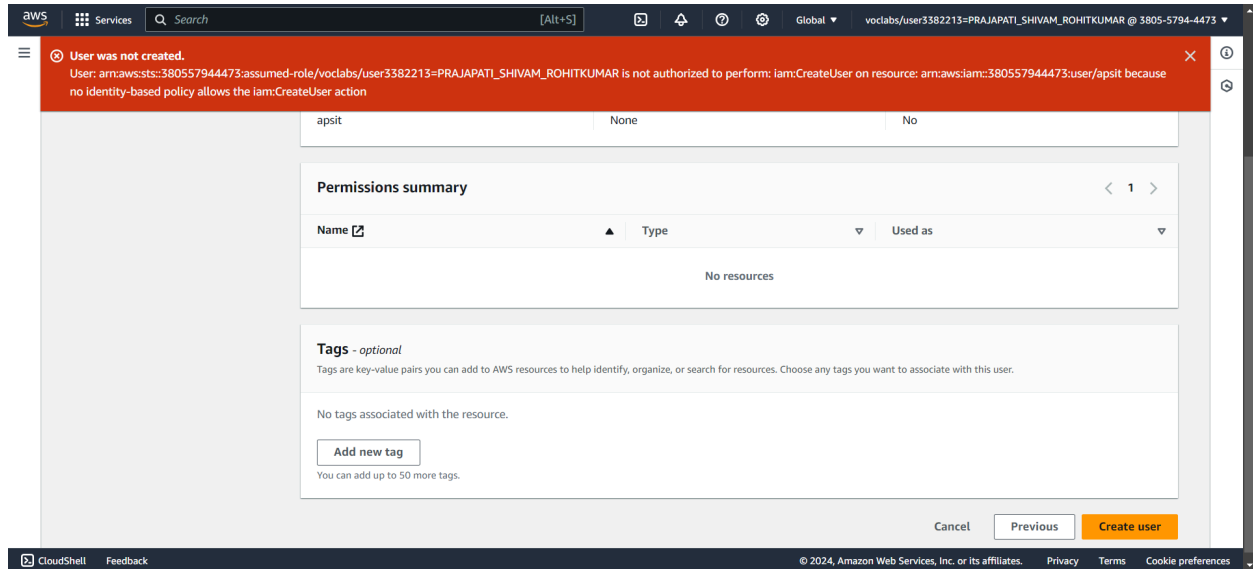 aws Services Search [Alt+S] Global voclabs/user3382213=PRAJAPATI_SHIVAM_ROHITKUMAR @ 3805-5794-4473
User was not created.
User: arn:aws:sts::380557944473:assumed-role/voclabs/user3382213=PRAJAPATI_SHIVAM_ROHITKUMAR is not authorized to perform: iam:CreateUser on resource: arn:aws:iam::380557944473:user/apsit because
no identity-based policy allows the iam:CreateUser action
apsit None No
Permissions summary 1
Name Type Used as
No resources
Tags - optional
Tags are key-value pairs you can add to AWS resources to help identify, organize, or search for resources. Choose any tags you want to associate with this user.
No tags associated with the resource.
Add new tag
You can add up to 50 more tags.
Cancel Previous Create user
CloudShell Feedback © 2024, Amazon Web Services, Inc. or its affiliates. Privacy Terms Cookie preferences